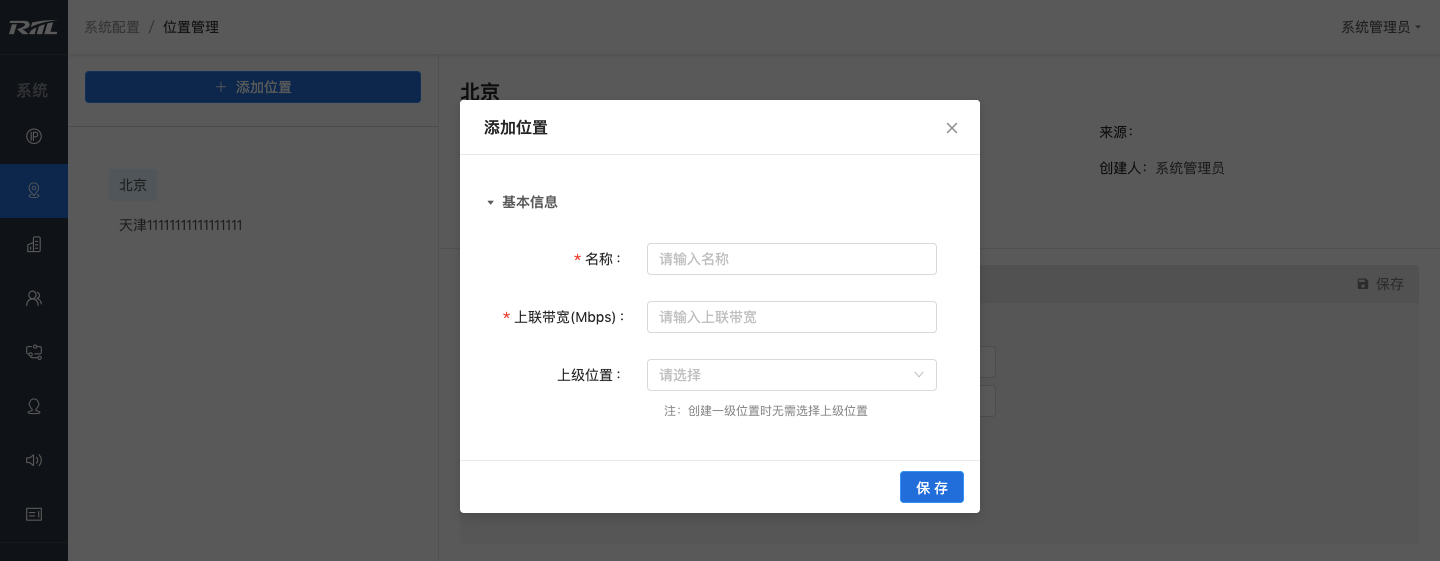 RIIL
系统配置 / 位置管理
系统管理员
系统
+ 添加位置
北京
天津11111111111111111
北京
来源：
创建人：系统管理员
保存
添加位置
基本信息
* 名称：
请输入名称
* 上联带宽(Mbps)：
请输入上联带宽
上级位置：
请选择
注：创建一级位置时无需选择上级位置
保 存